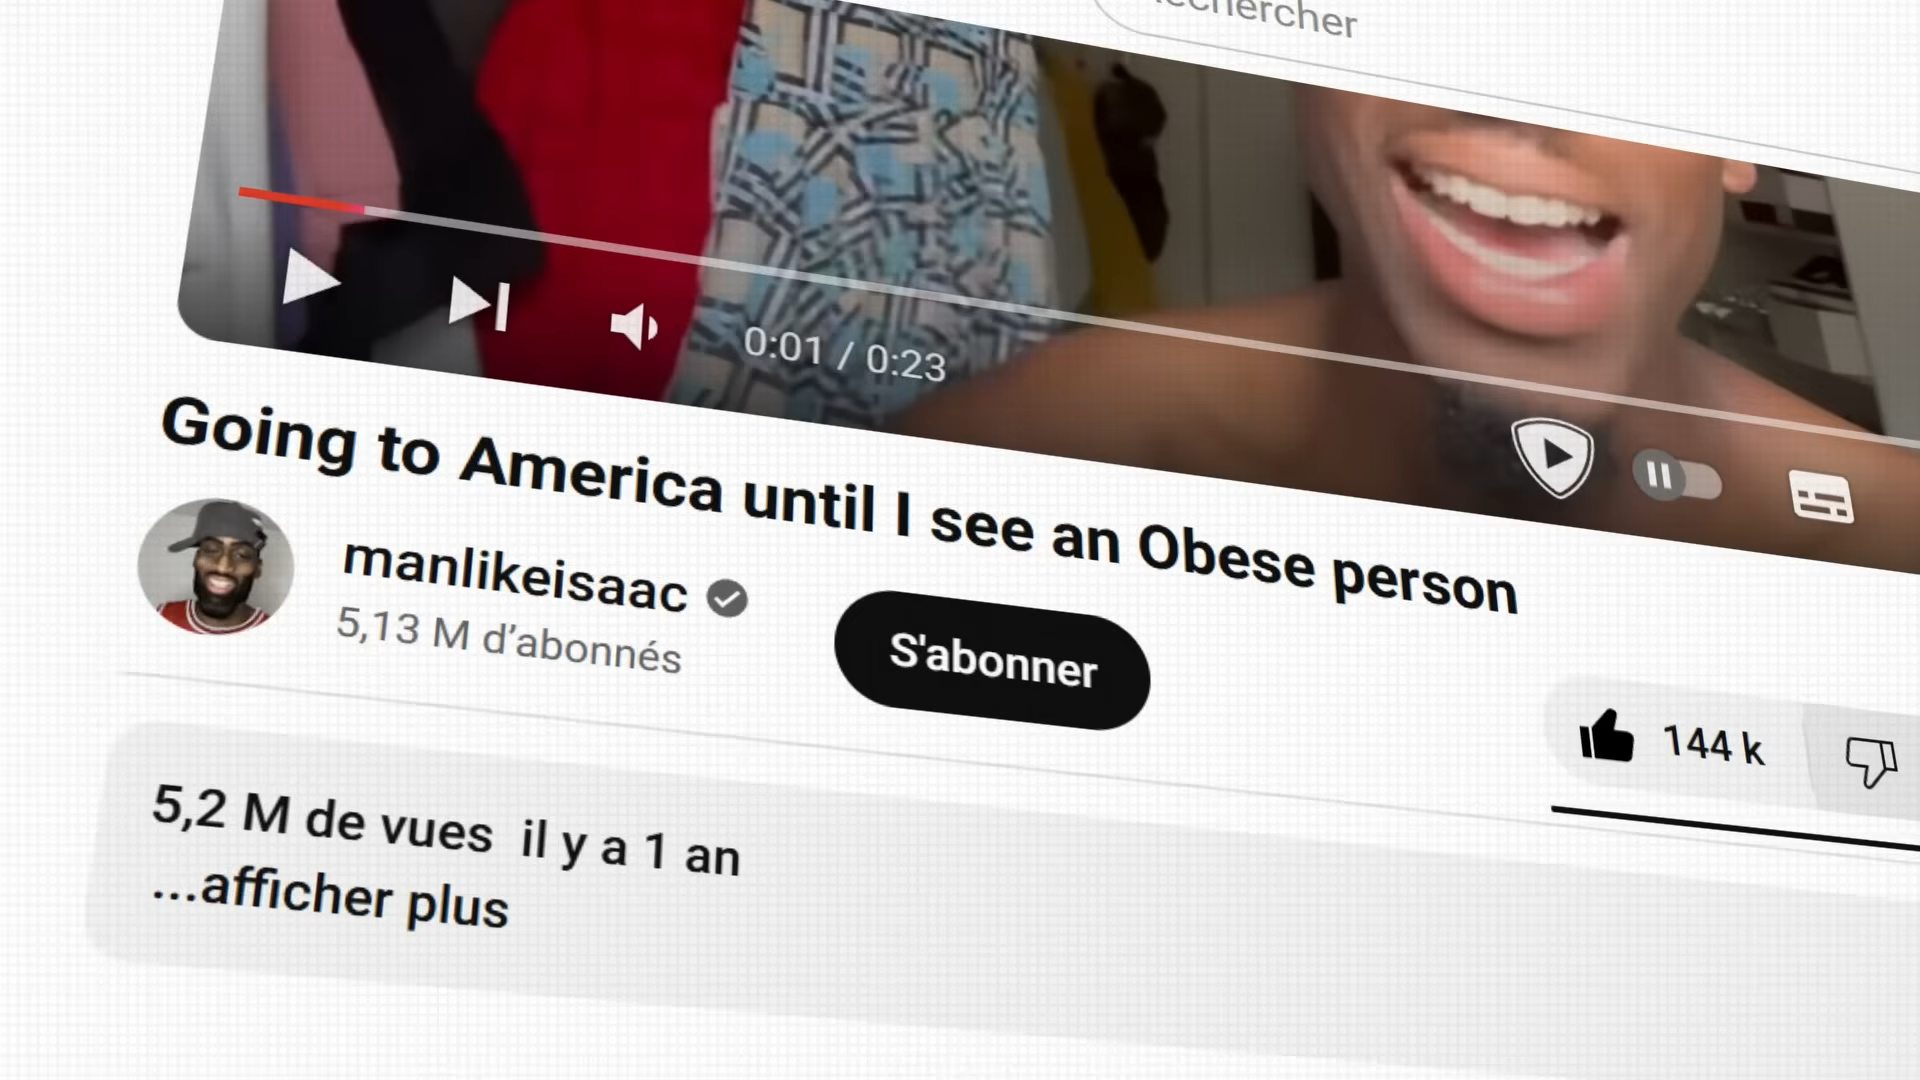 0:01 / 0:23
Going to America until I see an Obese person
manlikeisaac
5,13 M d’abonnés
S'abonner
144 k
5,2 M de vues il y a 1 an
...afficher plus